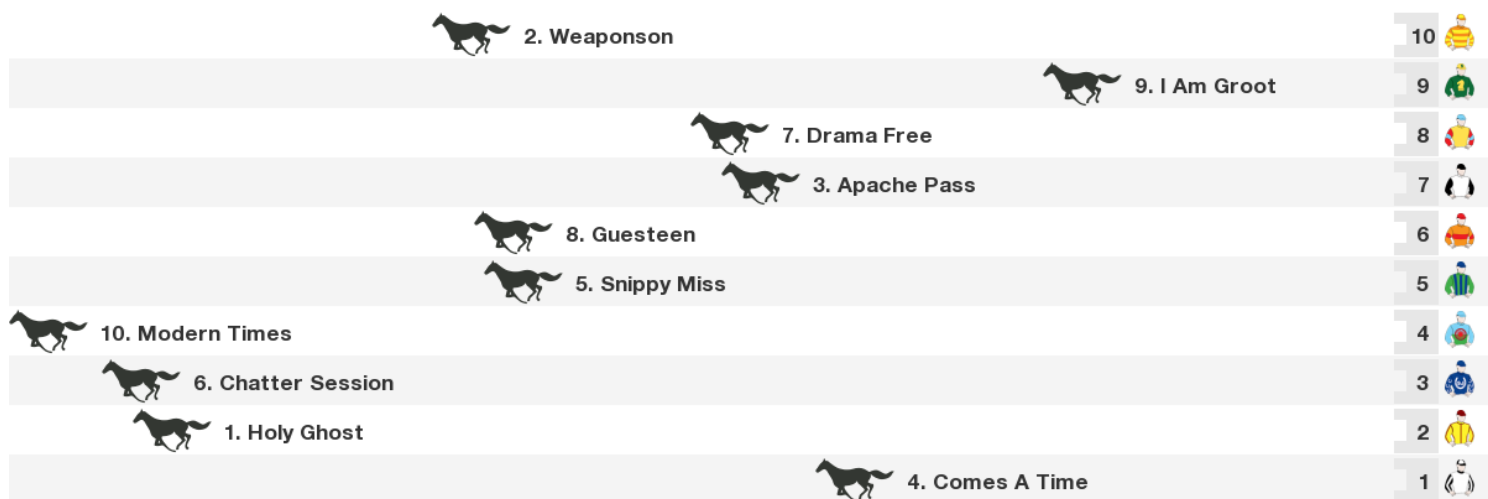 2. Weaponson 10
9. I Am Groot 9
7. Drama Free 8
3. Apache Pass 7
8. Guesteen 6
5. Snippy Miss 5
10. Modern Times 4
6. Chatter Session 3
1. Holy Ghost 2
4. Comes A Time 1